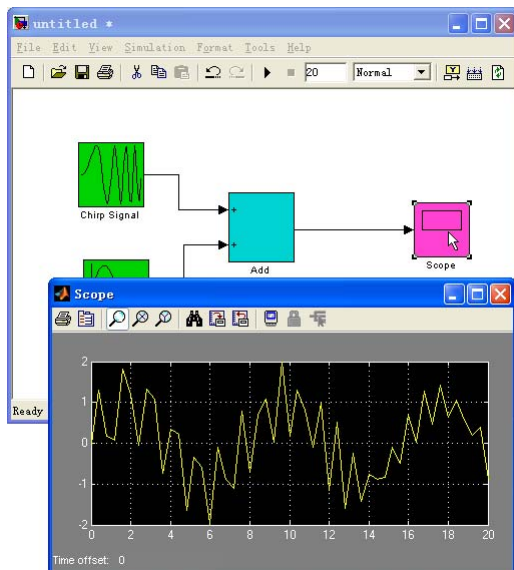 untitled *
File Edit View Simulation Format Tools Help
20 Normal
Chirp Signal
+
+
Add
Scope
Ready
Scope
2
1
0
-1
-2
0 2 4 6 8 10 12 14 16 18 20
Time offset: 0